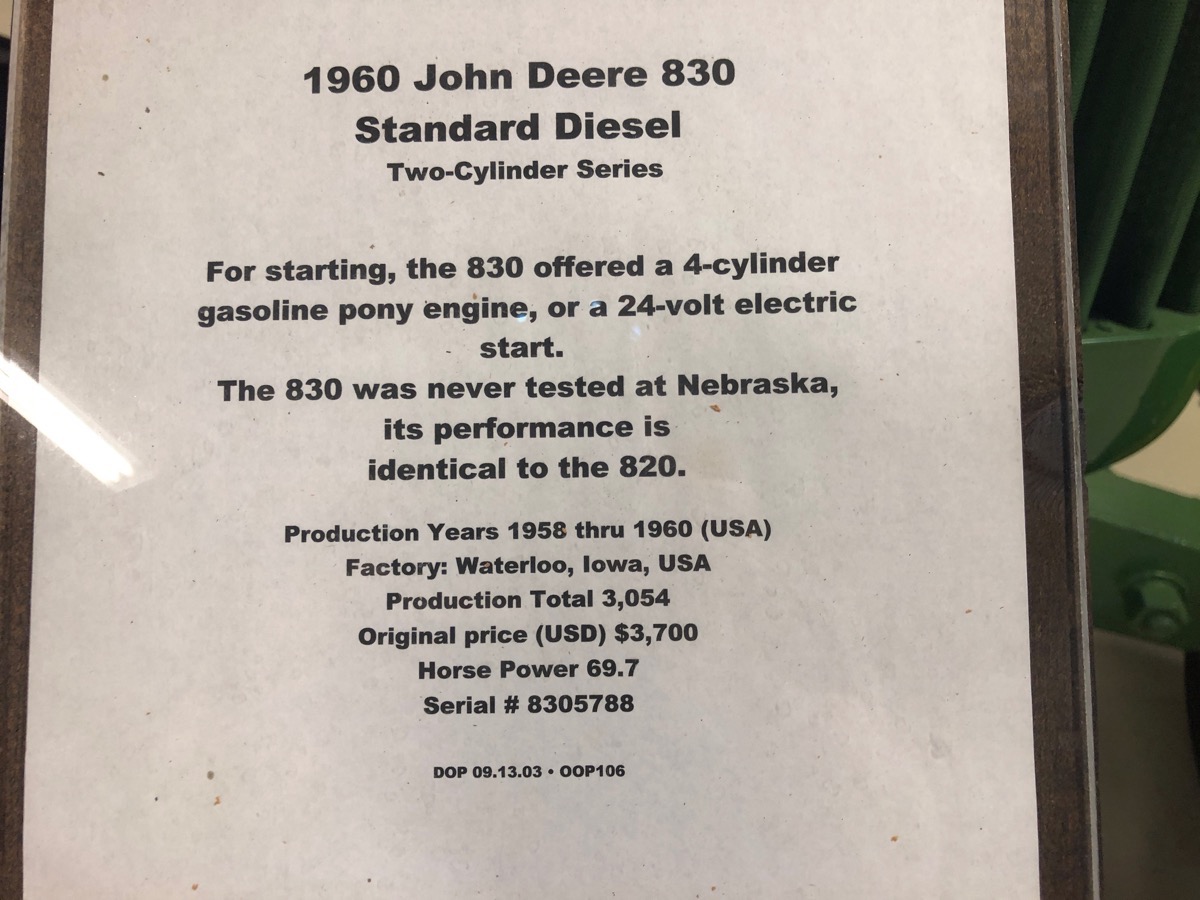 1960 John Deere 830
Standard Diesel
Two-Cylinder Series
For starting, the 830 offered a 4-cylinder
gasoline pony engine, or a 24-volt electric
start.
The 830 was never tested at Nebraska,
its performance is
identical to the 820.
Production Years 1958 thru 1960 (USA)
Factory: Waterloo, Iowa, USA
Production Total 3,054
Original price (USD) $3,700
Horse Power 69.7
Serial # 8305788
DOP 09.13.03 • OOP106